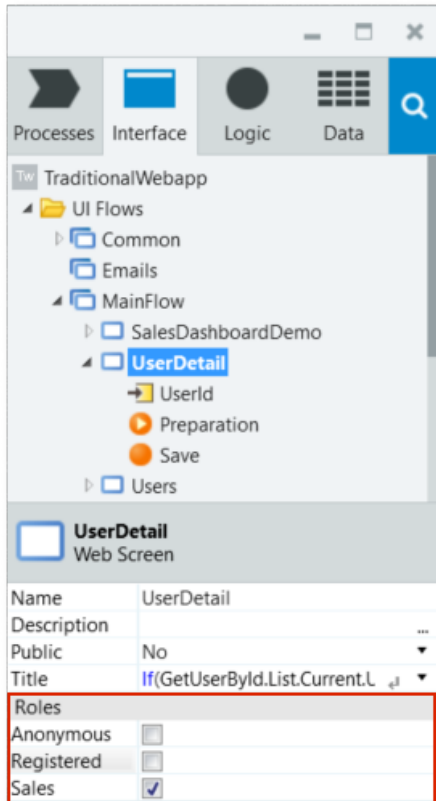 Processes Interface Logic Data
Tw TraditionalWebapp
UI Flows
Common
Emails
MainFlow
SalesDashboardDemo
UserDetail
UserId
Preparation
Save
Users
UserDetail
Web Screen
Name UserDetail
Description ...
Public No
Title If(GetUserById.List.Current.U
Roles
Anonymous
Registered
Sales